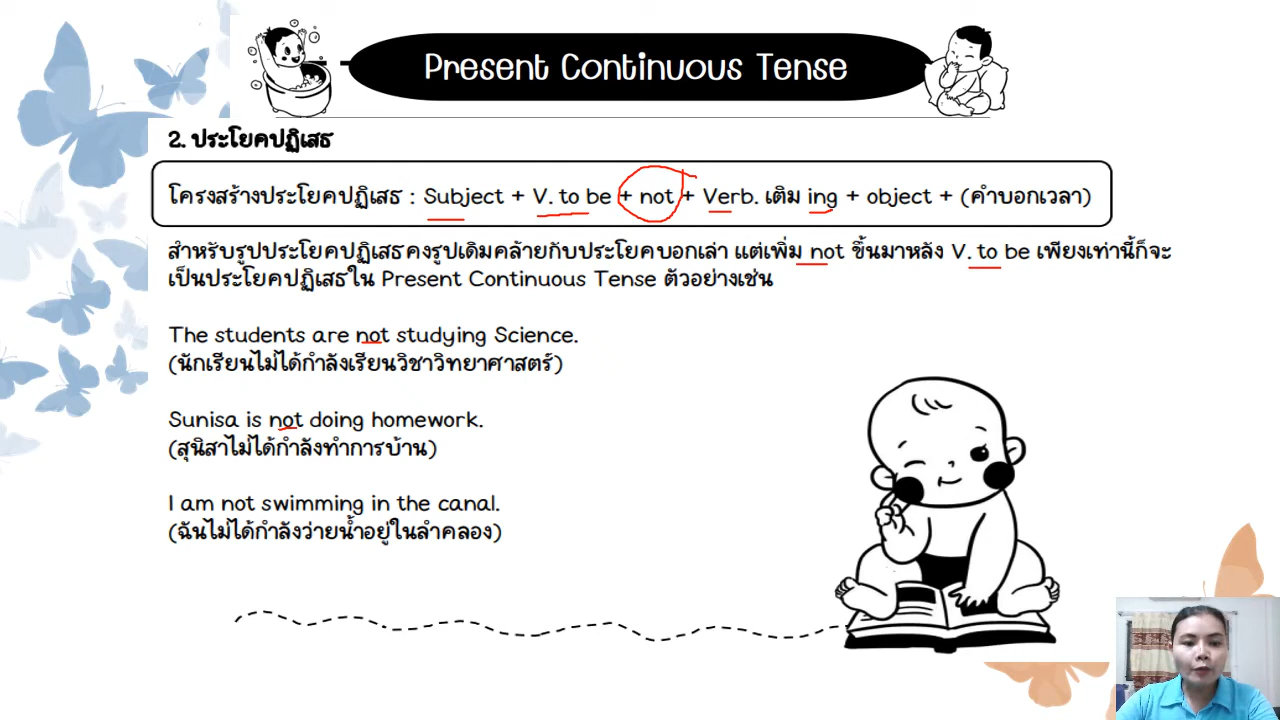 Present Continuous Tense
2. ประโยคปฏิเสธ
โครงสร้างประโยคปฏิเสธ : Subject + V. to be + not + Verb. เติม ing + object + (คำบอกเวลา)
สำหรับรูปประโยคปฏิเสธคงรูปเดิมคล้ายกับประโยคบอกเล่า แต่เพิ่ม not ขึ้นมาหลัง V. to be เพียงเท่านี้ก็จะ
เป็นประโยคปฏิเสธใน Present Continuous Tense ตัวอย่างเช่น
The students are not studying Science.
(นักเรียนไม่ได้กำลังเรียนวิชาวิทยาศาสตร์)
Sunisa is not doing homework.
(สุนิสาไม่ได้กำลังทำการบ้าน)
I am not swimming in the canal.
(ฉันไม่ได้กำลังว่ายน้ำอยู่ในลำคลอง)